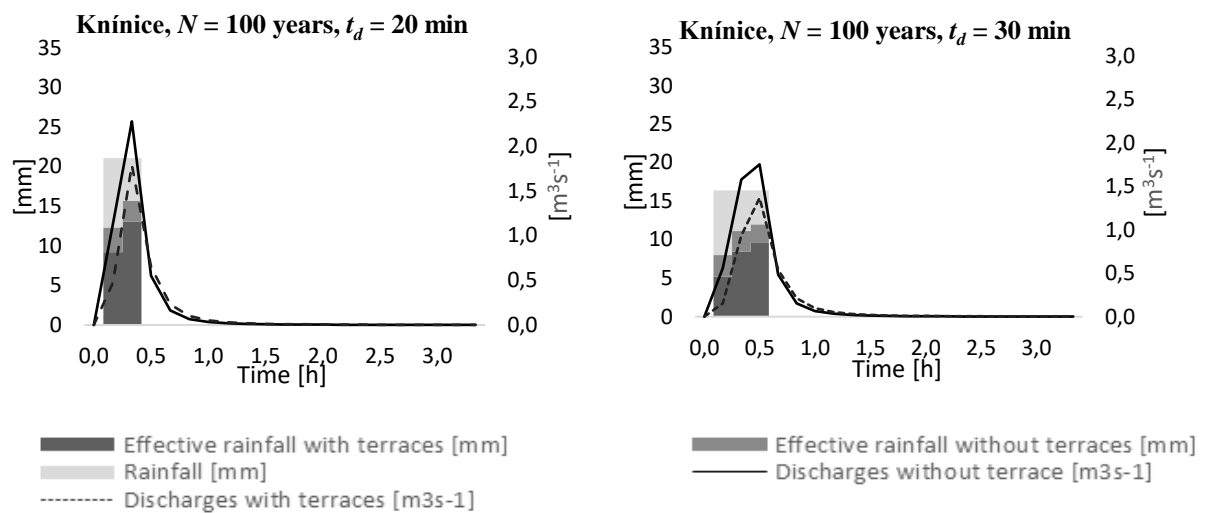 Knínice, N = 100 years, t_d = 20 min
35
30
25
20
15
10
5
0
[mm]
3,0
2,5
2,0
1,5
1,0
0,5
0,0
[m³s⁻¹]
0,0 0,5 1,0 1,5 2,0 2,5 3,0
Time [h]
Knínice, N = 100 years, t_d = 30 min
35
30
25
20
15
10
5
0
[mm]
3,0
2,5
2,0
1,5
1,0
0,5
0,0
[m³s⁻¹]
0,0 0,5 1,0 1,5 2,0 2,5 3,0
Time [h]
Effective rainfall with terraces [mm]
Rainfall [mm]
Discharges with terraces [m3s-1]
Effective rainfall without terraces [mm]
Discharges without terrace [m3s-1]